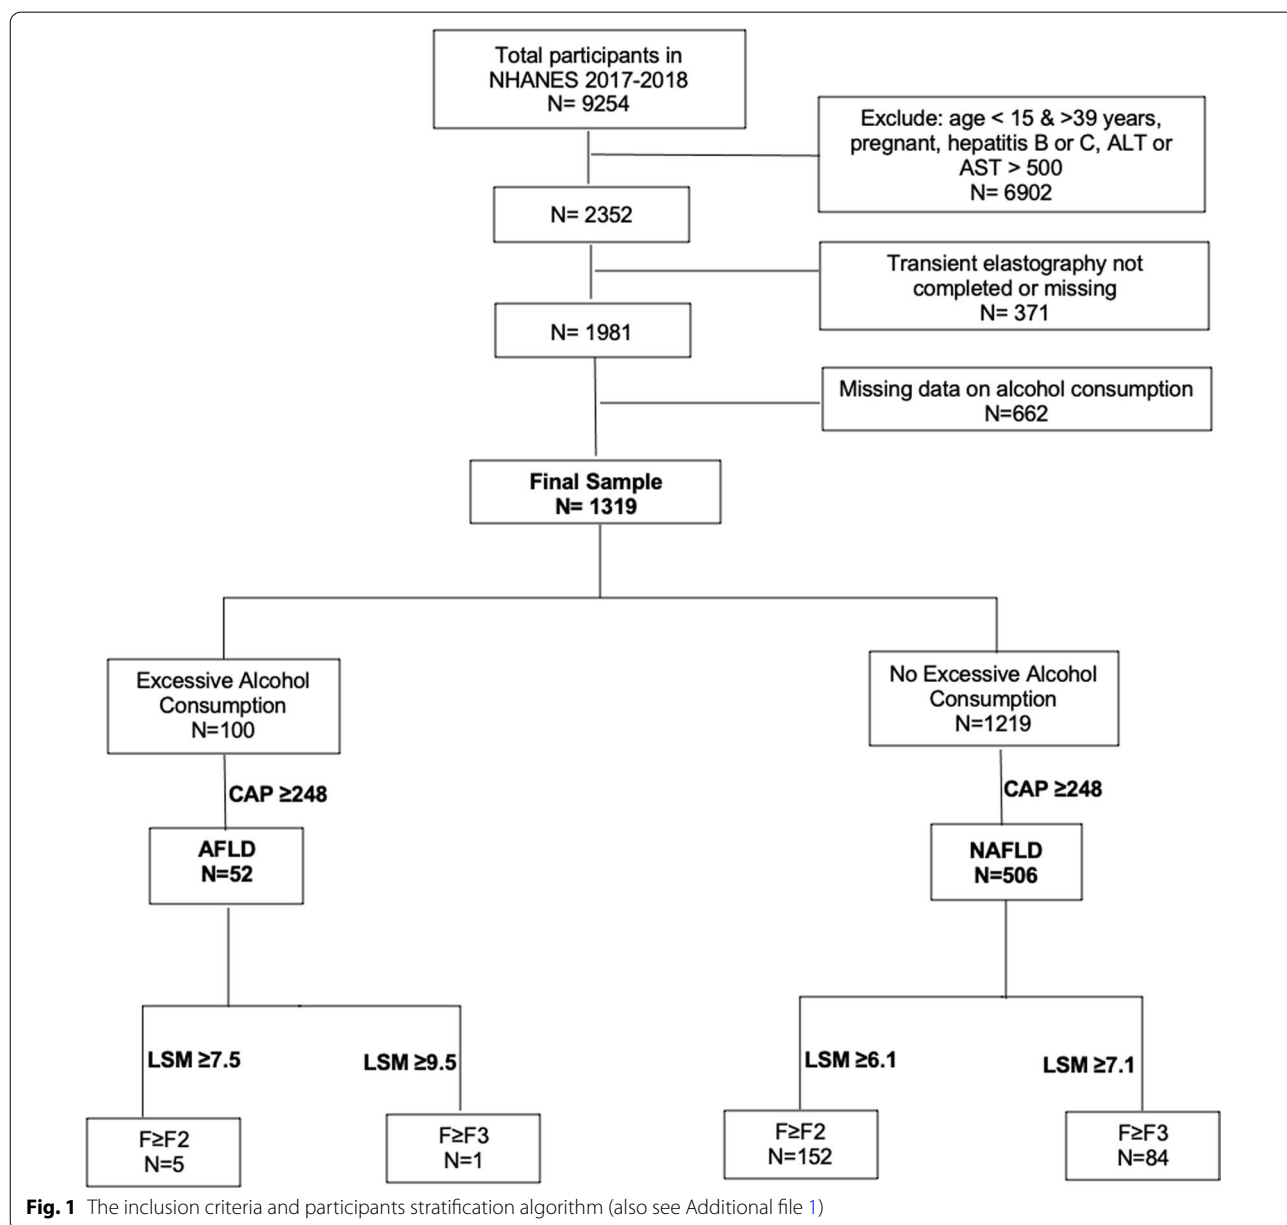 Total participants in
NHANES 2017-2018
N= 9254
Exclude: age < 15 & >39 years,
pregnant, hepatitis B or C, ALT or
AST > 500
N= 6902
N= 2352
Transient elastography not
completed or missing
N= 371
N= 1981
Missing data on alcohol consumption
N=662
Final Sample
N= 1319
Excessive Alcohol
Consumption
N=100
No Excessive Alcohol
Consumption
N=1219
CAP ≥248
CAP ≥248
AFLD
N=52
NAFLD
N=506
LSM ≥7.5
LSM ≥9.5
LSM ≥6.1
LSM ≥7.1
F≥F2
N=5
F≥F3
N=1
F≥F2
N=152
F≥F3
N=84
Fig. 1 The inclusion criteria and participants stratification algorithm (also see Additional file 1)